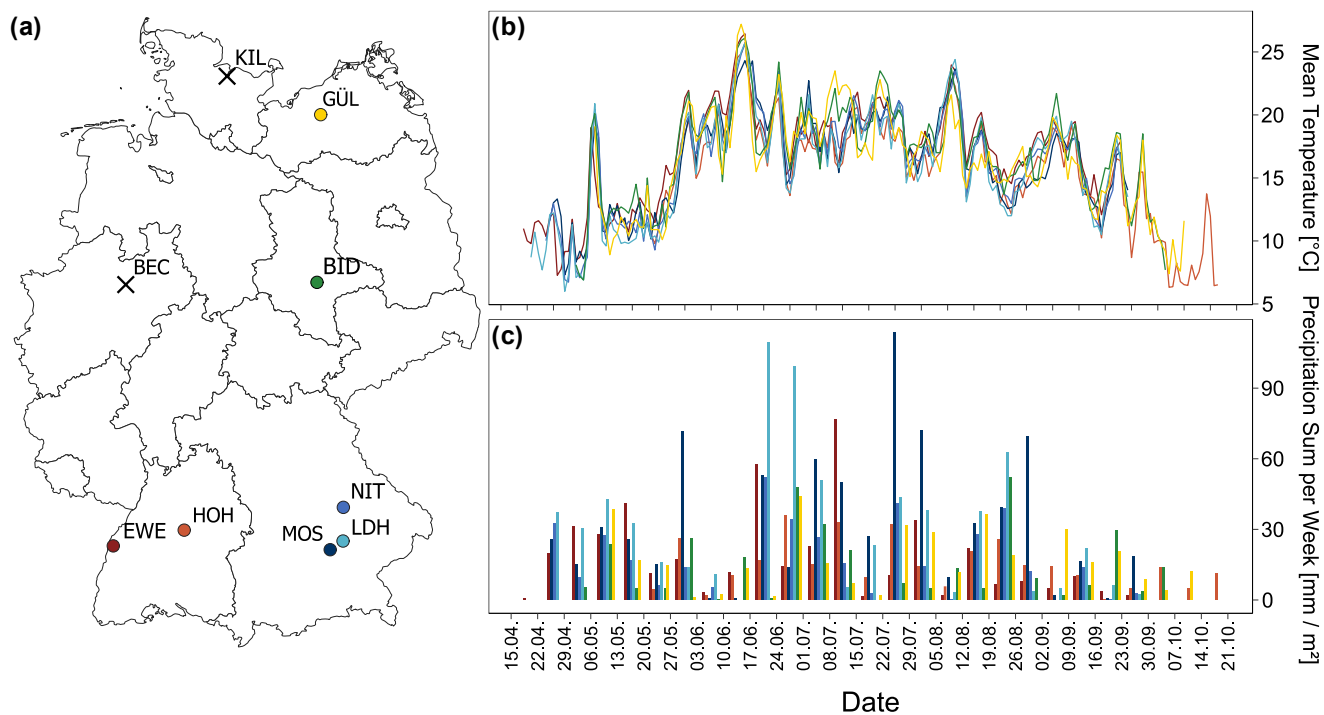 (a)
KIL
GÜL
BEC
BID
NIT
LDH
MOS
HOH
EWE
(b)
25
20
15
10
5
Mean Temperature [°C]
(c)
90
60
30
0
Precipitation Sum per Week [mm / m²]
15.04.
22.04.
29.04.
06.05.
13.05.
20.05.
27.05.
03.06.
10.06.
17.06.
24.06.
01.07.
08.07.
15.07.
22.07.
29.07.
05.08.
12.08.
19.08.
26.08.
02.09.
09.09.
16.09.
23.09.
30.09.
07.10.
14.10.
21.10.
Date